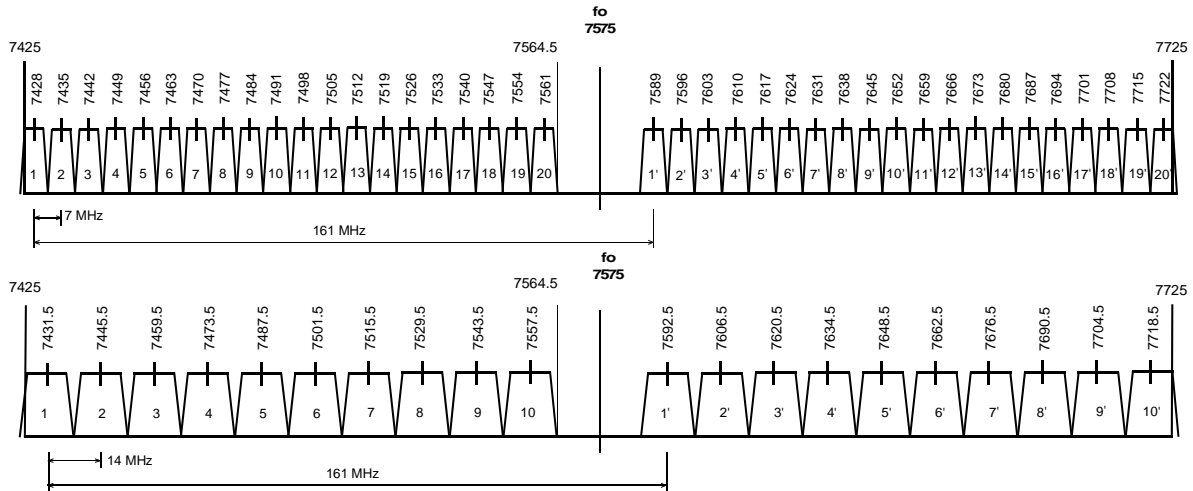 fo
7575
7425 7564.5 7725
7428 7435 7442 7449 7456 7463 7470 7477 7484 7491 7498 7505 7512 7519 7526 7533 7540 7547 7554 7561 7589 7596 7603 7610 7617 7624 7631 7638 7645 7652 7659 7666 7673 7680 7687 7694 7701 7708 7715 7722
1 2 3 4 5 6 7 8 9 10 11 12 13 14 15 16 17 18 19 20 1' 2' 3' 4' 5' 6' 7' 8' 9' 10' 11' 12' 13' 14' 15' 16' 17' 18' 19' 20'
7 MHz
161 MHz
fo
7575
7425 7564.5 7725
7431.5 7445.5 7459.5 7473.5 7487.5 7501.5 7515.5 7529.5 7543.5 7557.5 7592.5 7606.5 7620.5 7634.5 7648.5 7662.5 7676.5 7690.5 7704.5 7718.5
1 2 3 4 5 6 7 8 9 10 1' 2' 3' 4' 5' 6' 7' 8' 9' 10'
14 MHz
161 MHz